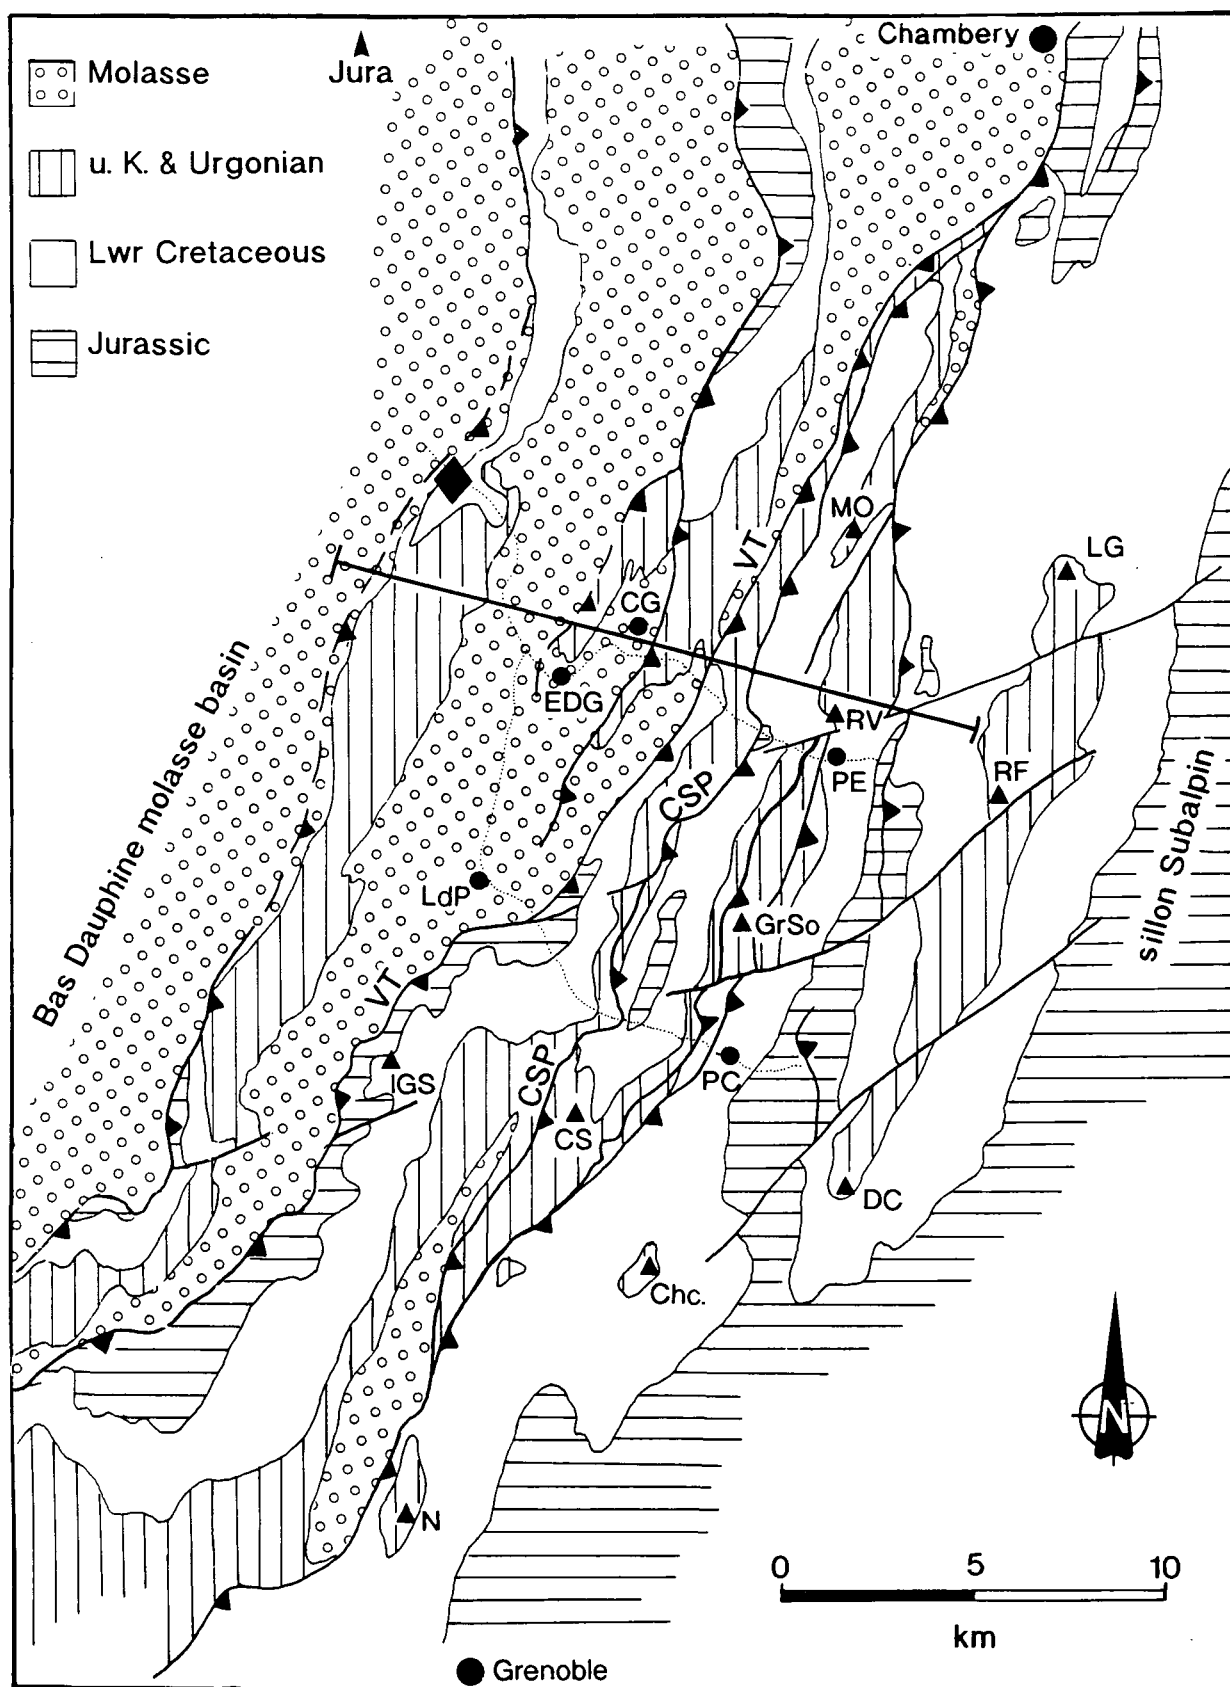 Chambery
Molasse
Jura
u. K. & Urgonian
Lwr Cretaceous
Jurassic
MO
VT
LG
CG
EDG
RV
Bas Dauphine molasse basin
CSP
PE
RF
sillon Subalpin
LdP
GrSo
VT
IGS
CSP
PC
CS
DC
Chc.
N
N
0 5 10
km
Grenoble